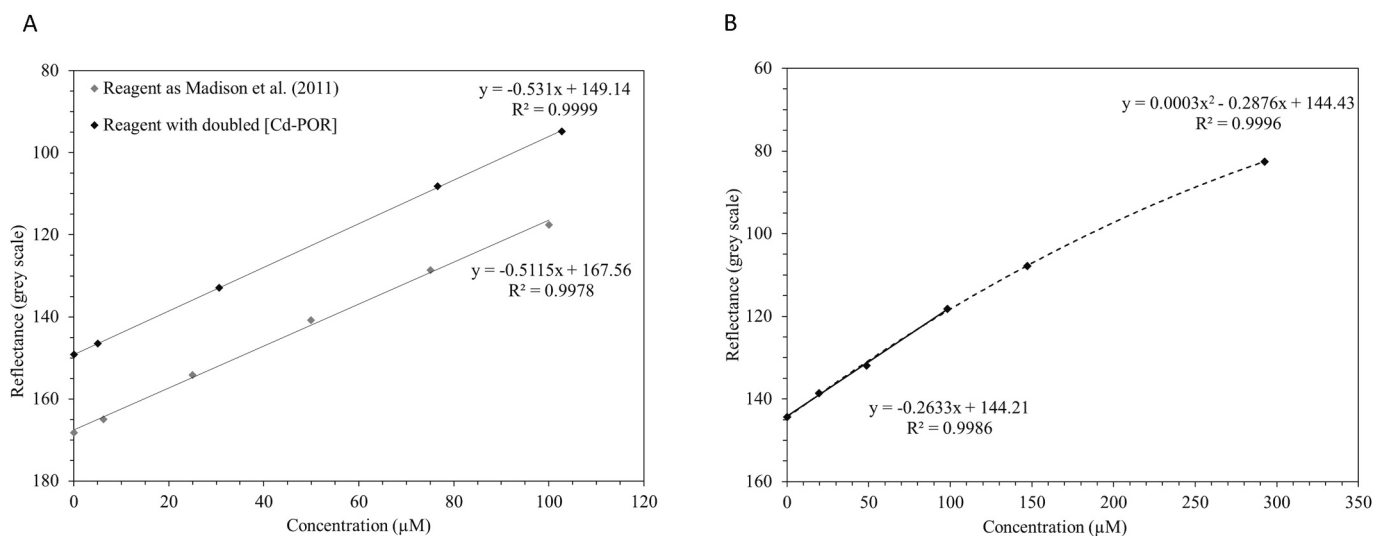 A
80
100
120
140
160
180
0
20
40
60
80
100
120
Reflectance (grey scale)
Concentration (µM)
Reagent as Madison et al. (2011)
Reagent with doubled [Cd-POR]
y = -0.531x + 149.14
R² = 0.9999
y = -0.5115x + 167.56
R² = 0.9978
B
60
80
100
120
140
160
0
50
100
150
200
250
300
350
Reflectance (grey scale)
Concentration (µM)
y = 0.0003x² - 0.2876x + 144.43
R² = 0.9996
y = -0.2633x + 144.21
R² = 0.9986